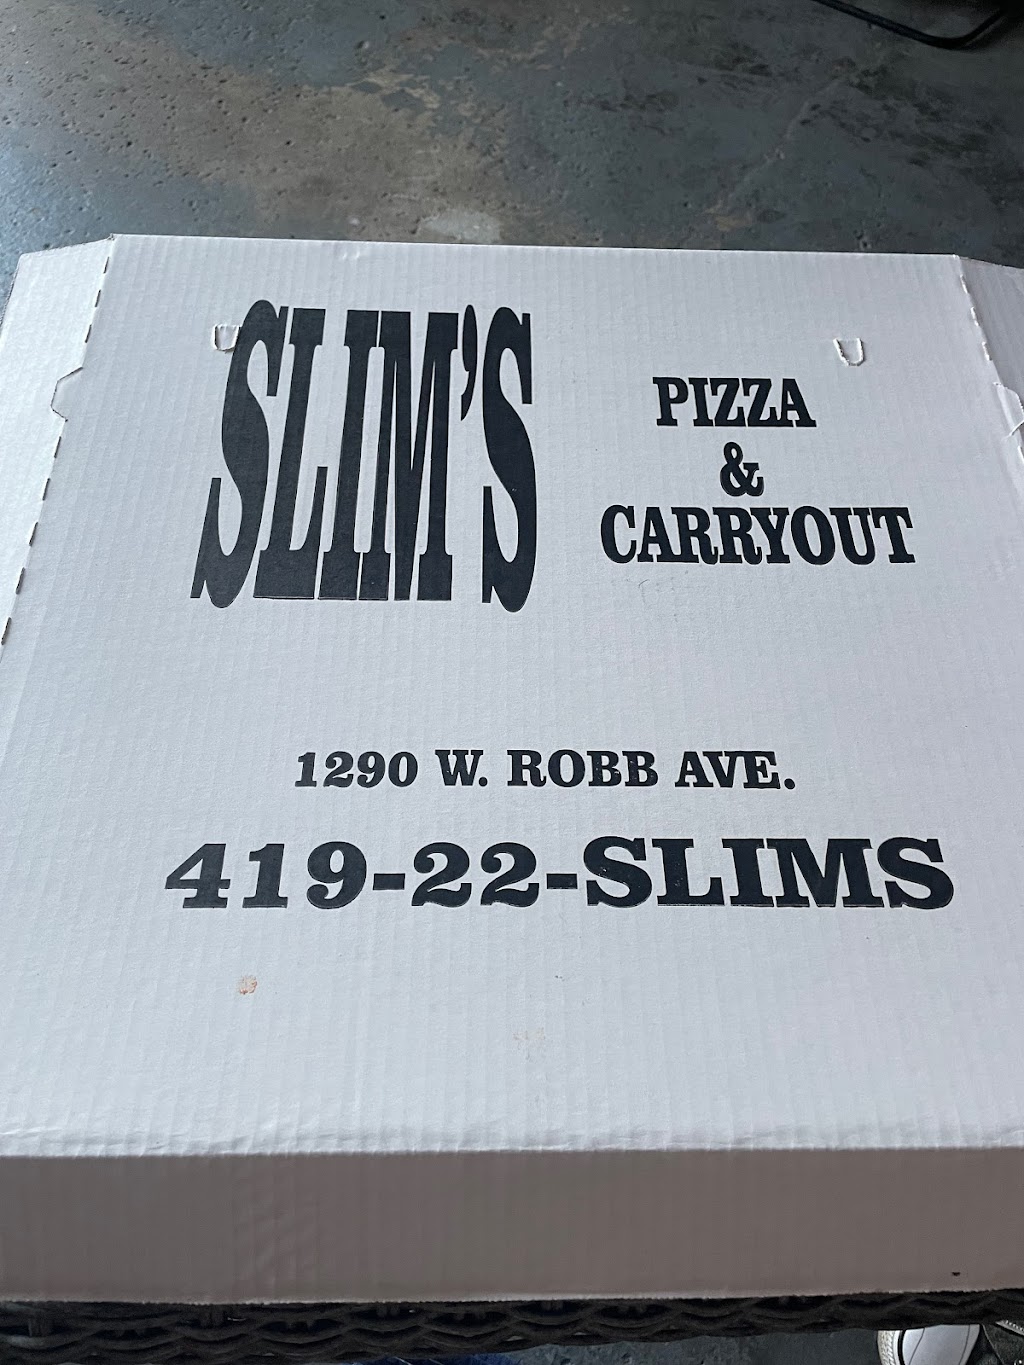 SLIM'S
PIZZA
&
CARRYOUT
1290 W. ROBB AVE.
419-22-SLIMS